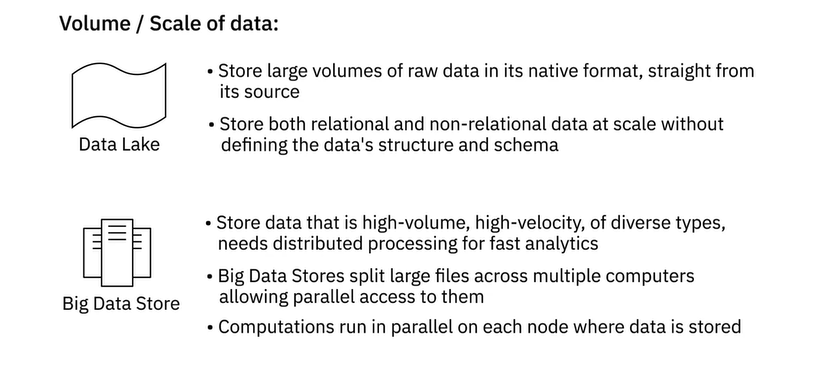 Volume / Scale of data:
• Store large volumes of raw data in its native format, straight from
its source
• Store both relational and non-relational data at scale without
defining the data's structure and schema
Data Lake
• Store data that is high-volume, high-velocity, of diverse types,
needs distributed processing for fast analytics
• Big Data Stores split large files across multiple computers
allowing parallel access to them
• Computations run in parallel on each node where data is stored
Big Data Store